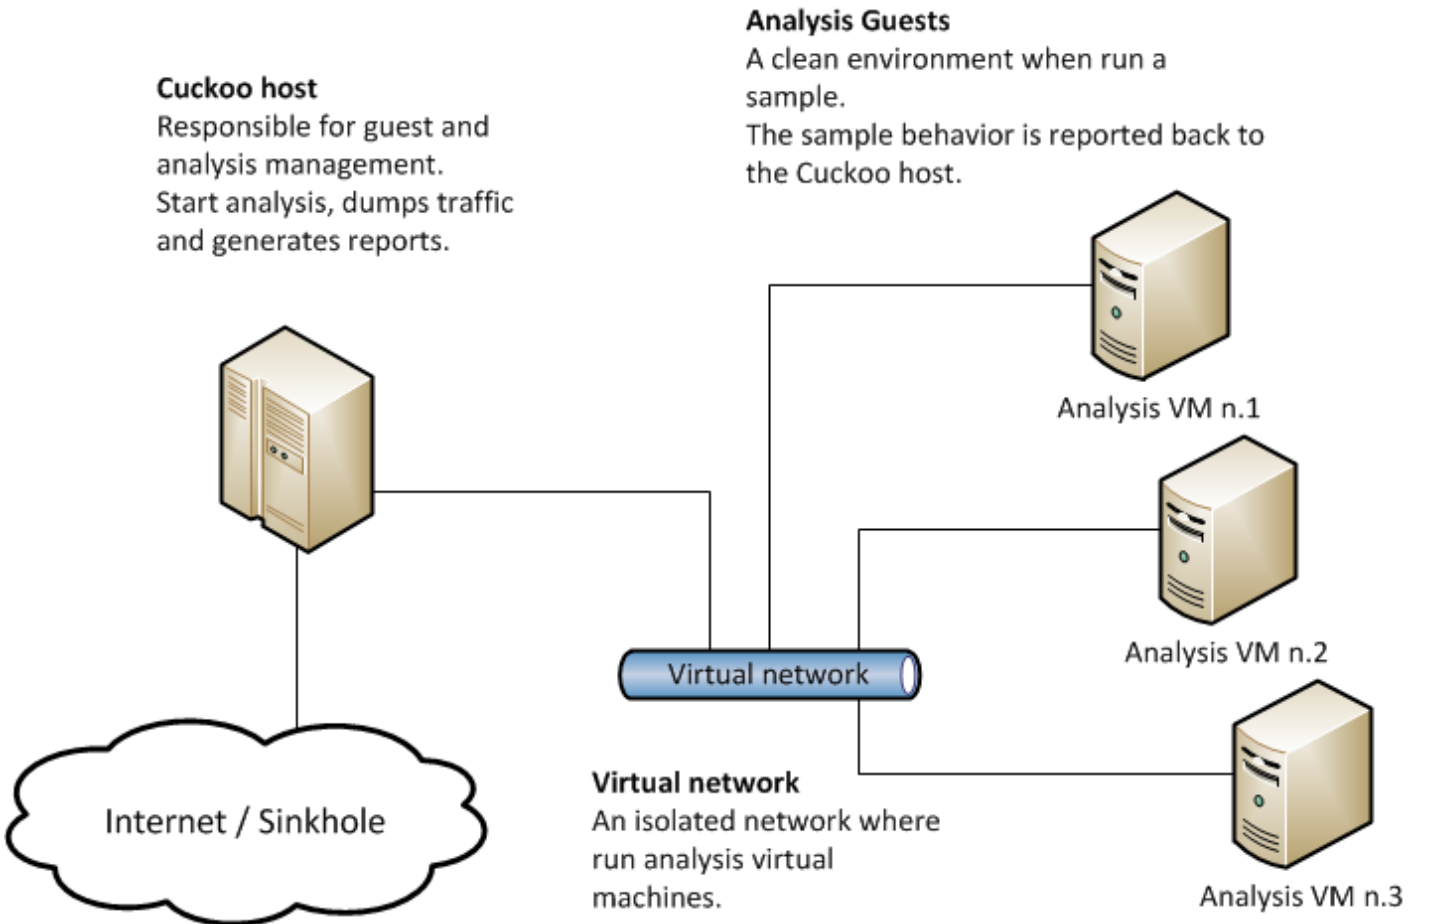 Analysis Guests
A clean environment when run a
sample.
The sample behavior is reported back to
the Cuckoo host.
Cuckoo host
Responsible for guest and
analysis management.
Start analysis, dumps traffic
and generates reports.
Analysis VM n.1
Analysis VM n.2
Virtual network
Internet / Sinkhole
Virtual network
An isolated network where
run analysis virtual
machines.
Analysis VM n.3